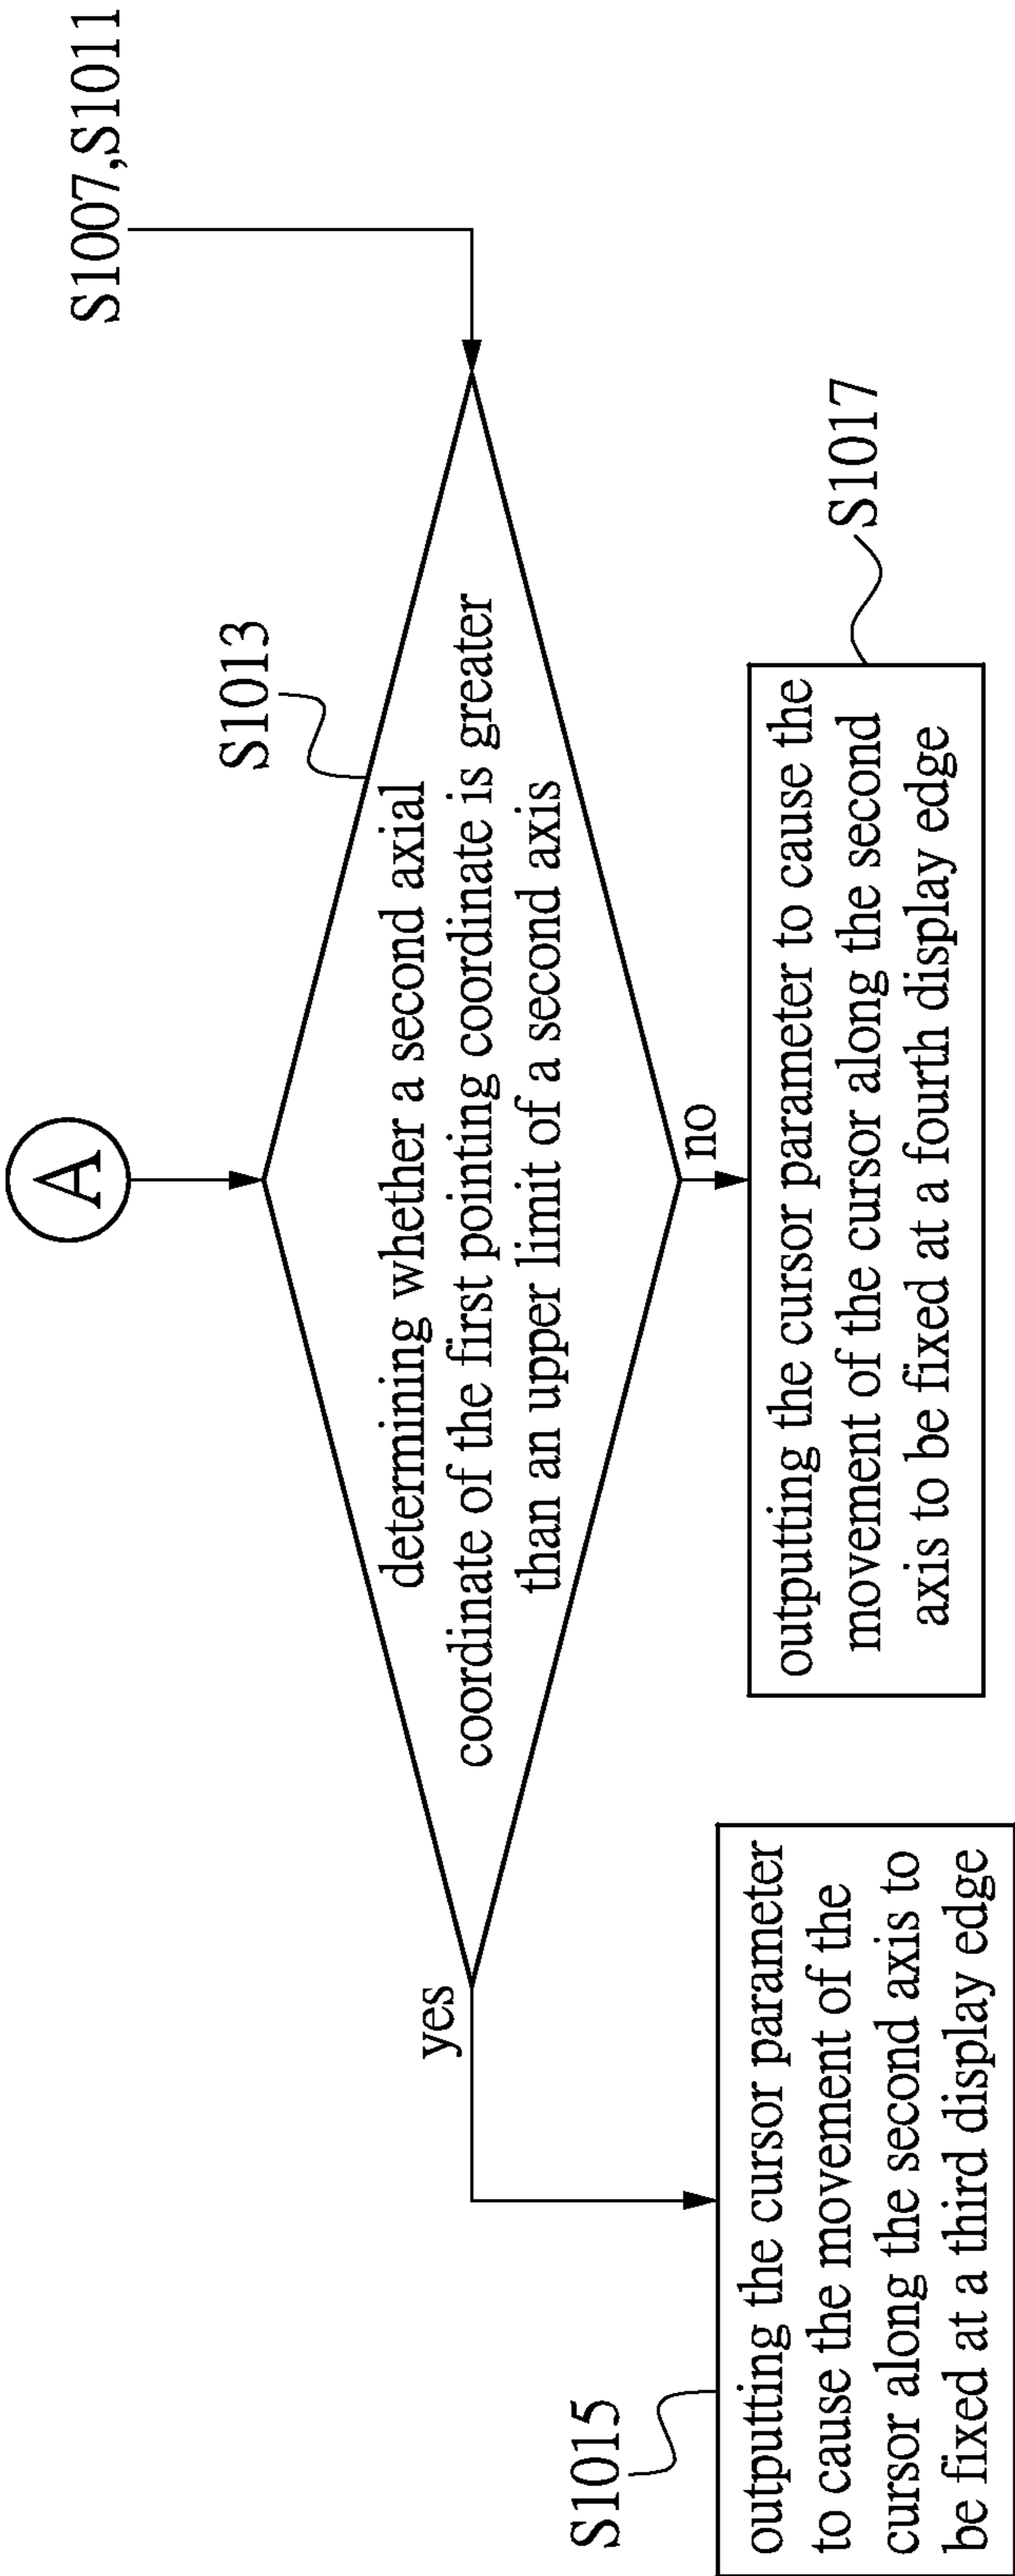 A
S1007,S1011
S1013
determining whether a second axial
coordinate of the first pointing coordinate is greater
than an upper limit of a second axis
yes
no
S1015
outputting the cursor parameter
to cause the movement of the
cursor along the second axis to
be fixed at a third display edge
S1017
outputting the cursor parameter to cause the
movement of the cursor along the second
axis to be fixed at a fourth display edge